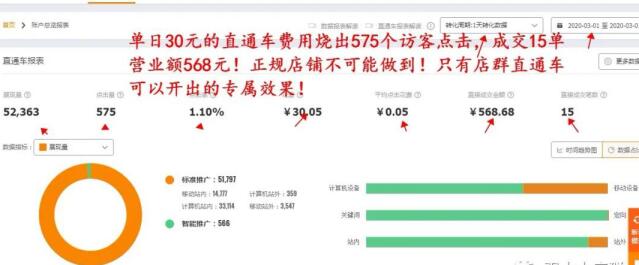 首页 > 账户总览报表
数据报表解读
直通车报表解读
转化周期:1天转化数据
2020-03-01 至 2020-03-01
单日30元的直通车费用烧出575个访客点击，成交15单
营业额568元！正规店铺不可能做到！只有店群直通车
可以开出的专属效果！
直通车报表
更多数据
展现量
52,363
点击量
575
1.10%
¥30.05
平均点击花费
¥0.05
直接成交金额
¥568.68
直接成交笔数
15
数据指标：
展现量
时间趋势图
数据占比
标准推广：51,797
移动站内：14,777 计算机站外：359
计算机站内：33,114 移动站外：3,547
智能推广：566
计算机设备 移动设备
关键词 定向
站内